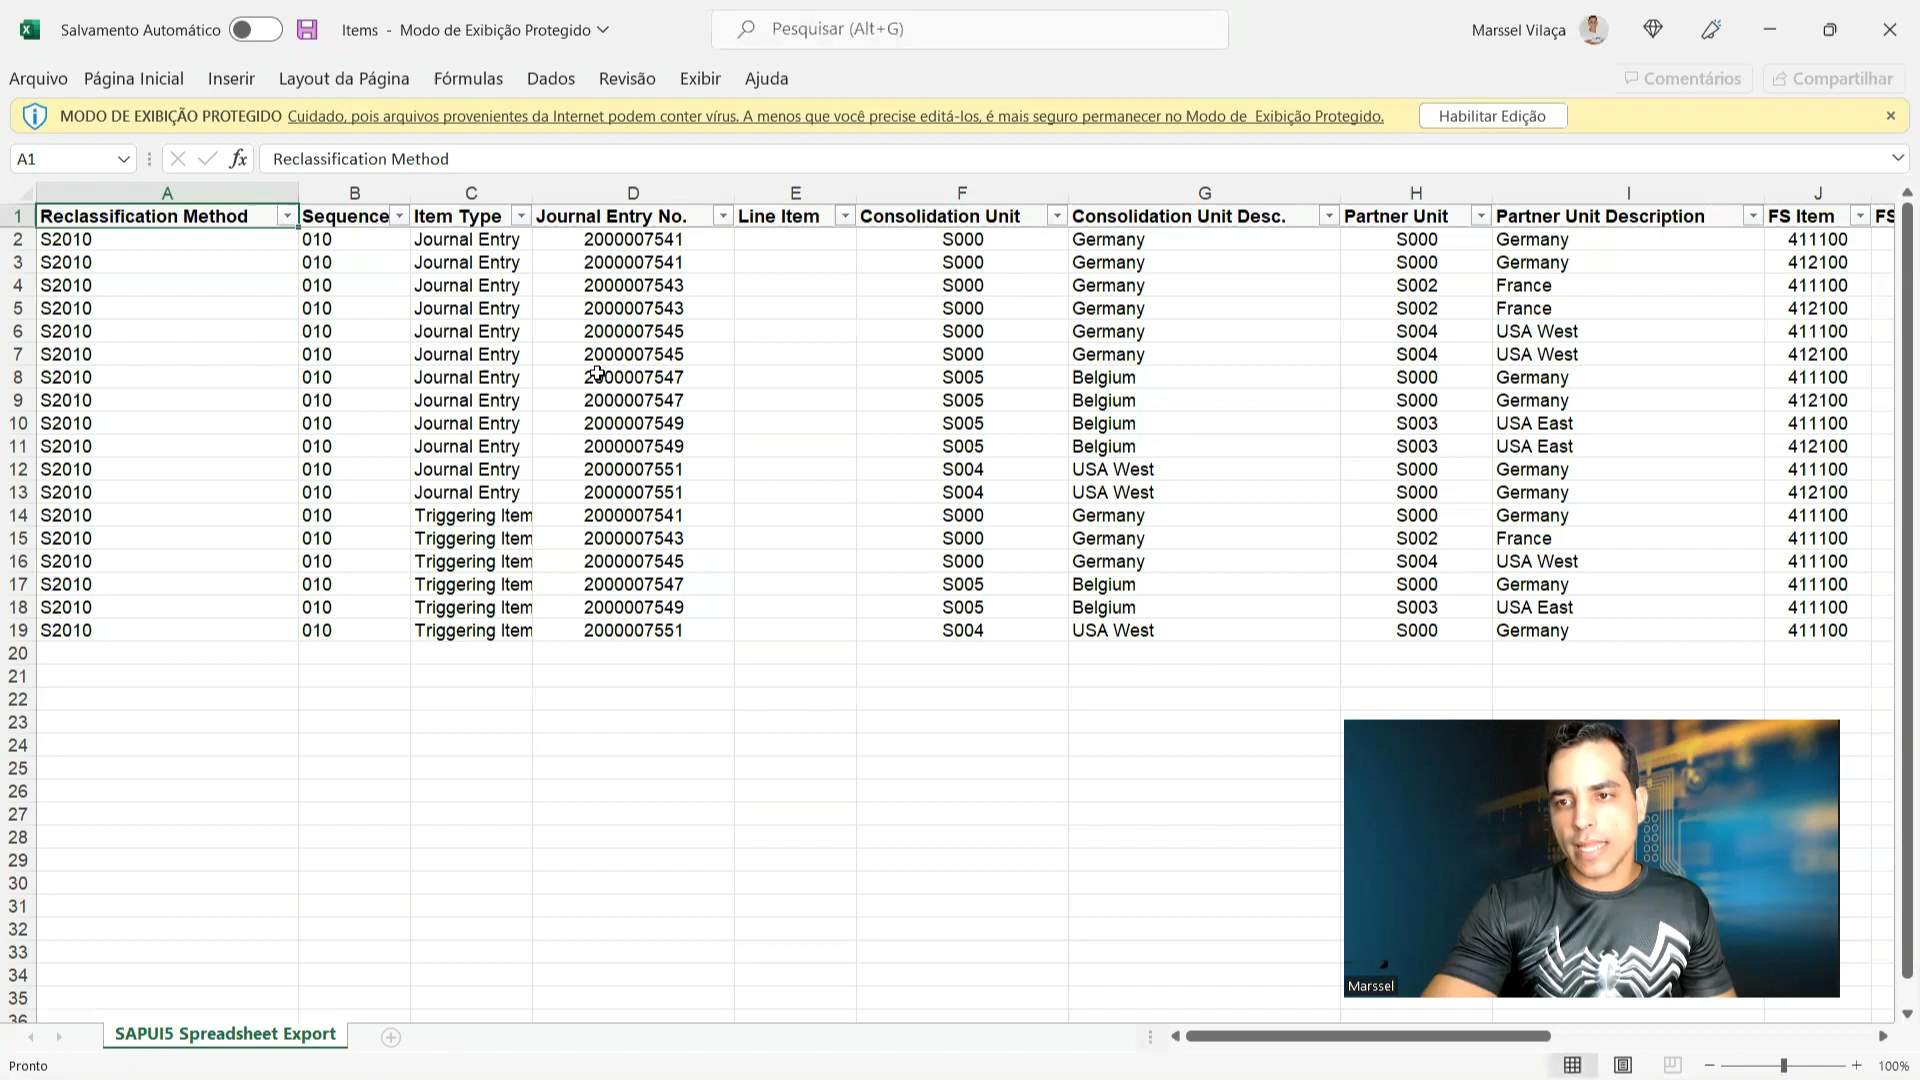 Salvamento Automático Items - Modo de Exibição Protegido Pesquisar (Alt+G) Marssel Vilaça
Arquivo Página Inicial Inserir Layout da Página Fórmulas Dados Revisão Exibir Ajuda Comentários Compartilhar
MODO DE EXIBIÇÃO PROTEGIDO Cuidado, pois arquivos provenientes da Internet podem conter vírus. A menos que você precise editá-los, é mais seguro permanecer no Modo de Exibição Protegido. Habilitar Edição
A1 fx Reclassification Method
A B C D E F G H I J
1 Reclassification Method Sequence Item Type Journal Entry No. Line Item Consolidation Unit Consolidation Unit Desc. Partner Unit Partner Unit Description FS Item FS
2 S2010 010 Journal Entry 2000007541 S000 Germany S000 Germany 411100
3 S2010 010 Journal Entry 2000007541 S000 Germany S000 Germany 412100
4 S2010 010 Journal Entry 2000007543 S000 Germany S002 France 411100
5 S2010 010 Journal Entry 2000007543 S000 Germany S002 France 412100
6 S2010 010 Journal Entry 2000007545 S000 Germany S004 USA West 411100
7 S2010 010 Journal Entry 2000007545 S000 Germany S004 USA West 412100
8 S2010 010 Journal Entry 2000007547 S005 Belgium S000 Germany 411100
9 S2010 010 Journal Entry 2000007547 S005 Belgium S000 Germany 412100
10 S2010 010 Journal Entry 2000007549 S005 Belgium S003 USA East 411100
11 S2010 010 Journal Entry 2000007549 S005 Belgium S003 USA East 412100
12 S2010 010 Journal Entry 2000007551 S004 USA West S000 Germany 411100
13 S2010 010 Journal Entry 2000007551 S004 USA West S000 Germany 412100
14 S2010 010 Triggering Item 2000007541 S000 Germany S000 Germany 411100
15 S2010 010 Triggering Item 2000007543 S000 Germany S002 France 411100
16 S2010 010 Triggering Item 2000007545 S000 Germany S004 USA West 411100
17 S2010 010 Triggering Item 2000007547 S005 Belgium S000 Germany 411100
18 S2010 010 Triggering Item 2000007549 S005 Belgium S003 USA East 411100
19 S2010 010 Triggering Item 2000007551 S004 USA West S000 Germany 411100
20
21
22
23
24
25
26
27
28
29
30
31
32
33
34
Marssel
35
36
SAPUI5 Spreadsheet Export
Pronto 100%